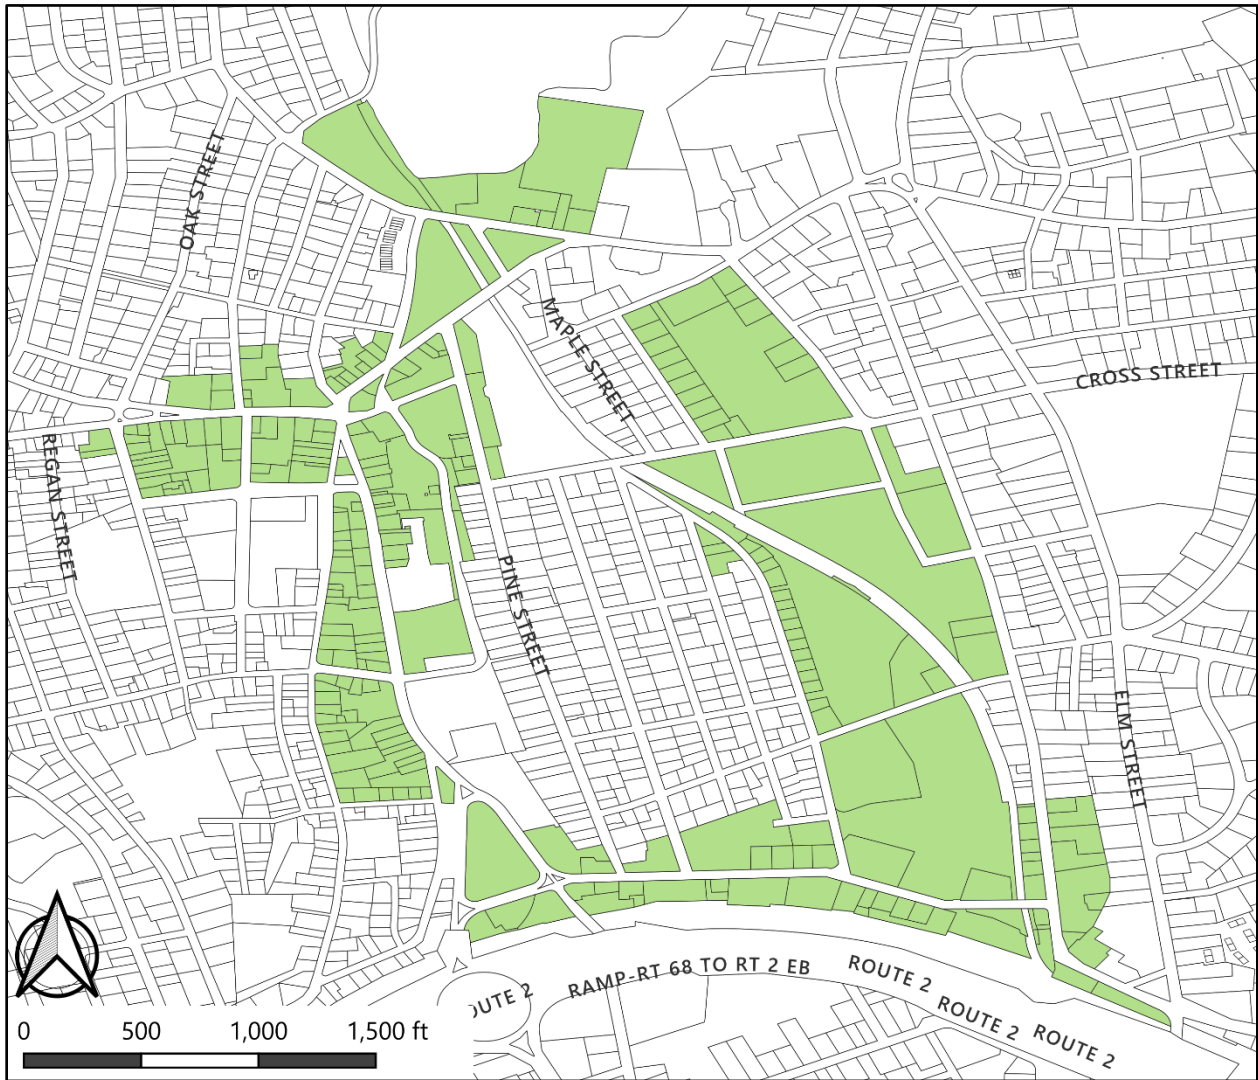 OAK STREET
MAPLE STREET
CROSS STREET
REGAN STREET
PINE STREET
ELM STREET
OUTE 2
RAMP-RT 68 TO RT 2 EB
ROUTE 2
ROUTE 2
ROUTE 2
0 500 1,000 1,500 ft